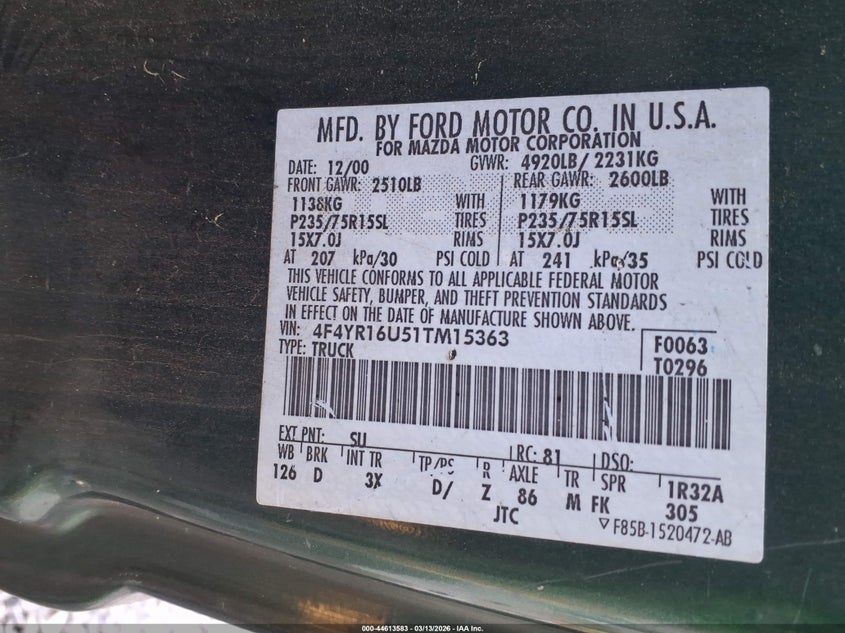 MFD. BY FORD MOTOR CO. IN U.S.A.
FOR MAZDA MOTOR CORPORATION
DATE: 12/00 GVWR: 4920LB/ 2231KG
FRONT GAWR: 2510LB REAR GAWR: 2600LB
1138KG WITH 1179KG WITH
P235/75R15SL TIRES P235/75R15SL TIRES
15X7.0J RIMS 15X7.0J RIMS
AT 207 kPa/30 PSI COLD AT 241 kPa/35 PSI COLD
THIS VEHICLE CONFORMS TO ALL APPLICABLE FEDERAL MOTOR
VEHICLE SAFETY, BUMPER, AND THEFT PREVENTION STANDARDS
IN EFFECT ON THE DATE OF MANUFACTURE SHOWN ABOVE.
VIN: 4F4YR16U51TM15363 F0063
TYPE: TRUCK T0296
EXT PNT: SU RC: 81 DSO:
WB BRK INT TR TP/PS R AXLE TR SPR 1R32A
126 D 3X D/ Z 86 M FK 305
JTC F85B-1520472-AB
000-44613583 - 03/13/2026 - IAA Inc.